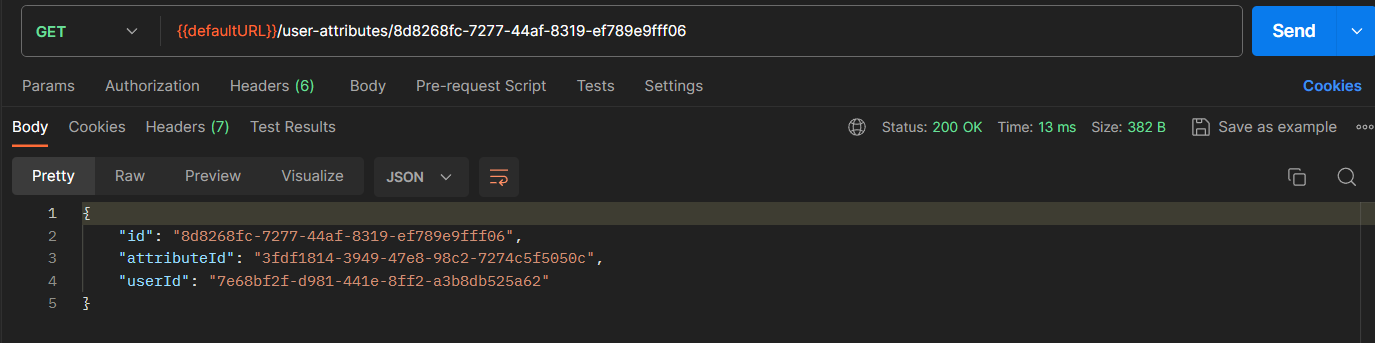 GET {{defaultURL}}/user-attributes/8d8268fc-7277-44af-8319-ef789e9fff06 Send
Params Authorization Headers (6) Body Pre-request Script Tests Settings Cookies
Body Cookies Headers (7) Test Results Status: 200 OK Time: 13 ms Size: 382 B Save as example
Pretty Raw Preview Visualize JSON
1 {
2 "id": "8d8268fc-7277-44af-8319-ef789e9fff06",
3 "attributeId": "3fdf1814-3949-47e8-98c2-7274c5f5050c",
4 "userId": "7e68bf2f-d981-441e-8ff2-a3b8db525a62"
5 }